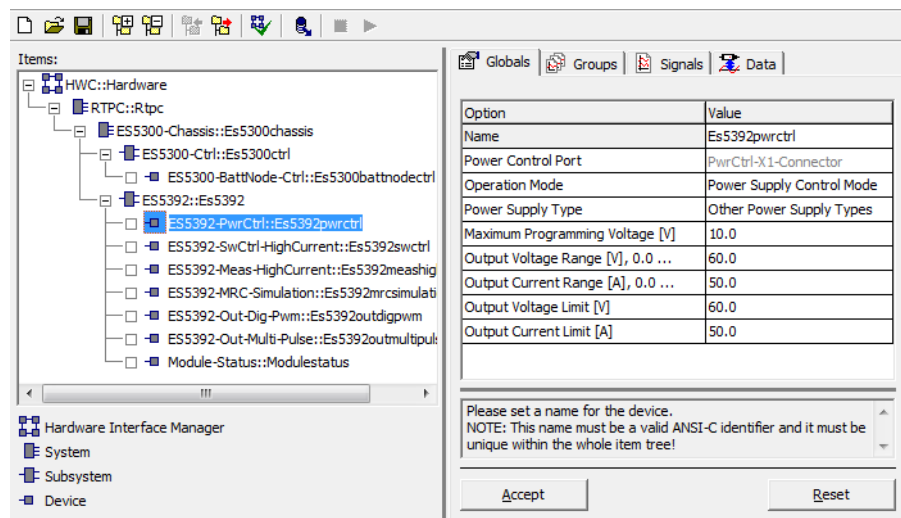 Items:
HWC::Hardware
RTPC::Rtpc
ES5300-Chassis::Es5300chassis
ES5300-Ctrl::Es5300ctrl
ES5300-BattNode-Ctrl::Es5300battnodectrl
ES5392::Es5392
ES5392-PwrCtrl::Es5392pwrctrl
ES5392-SwCtrl-HighCurrent::Es5392swctrl
ES5392-Meas-HighCurrent::Es5392meashig
ES5392-MRC-Simulation::Es5392mrcsimulati
ES5392-Out-Dig-Pwm::Es5392outdigpwm
ES5392-Out-Multi-Pulse::Es5392outmultipuls
Module-Status::Modulestatus
Hardware Interface Manager
System
Subsystem
Device
Globals Groups Signals Data
Option Value
Name Es5392pwrctrl
Power Control Port PwrCtrl-X1-Connector
Operation Mode Power Supply Control Mode
Power Supply Type Other Power Supply Types
Maximum Programming Voltage [V] 10.0
Output Voltage Range [V], 0.0 ... 60.0
Output Current Range [A], 0.0 ... 50.0
Output Voltage Limit [V] 60.0
Output Current Limit [A] 50.0
Please set a name for the device.
NOTE: This name must be a valid ANSI-C identifier and it must be
unique within the whole item tree!
Accept Reset